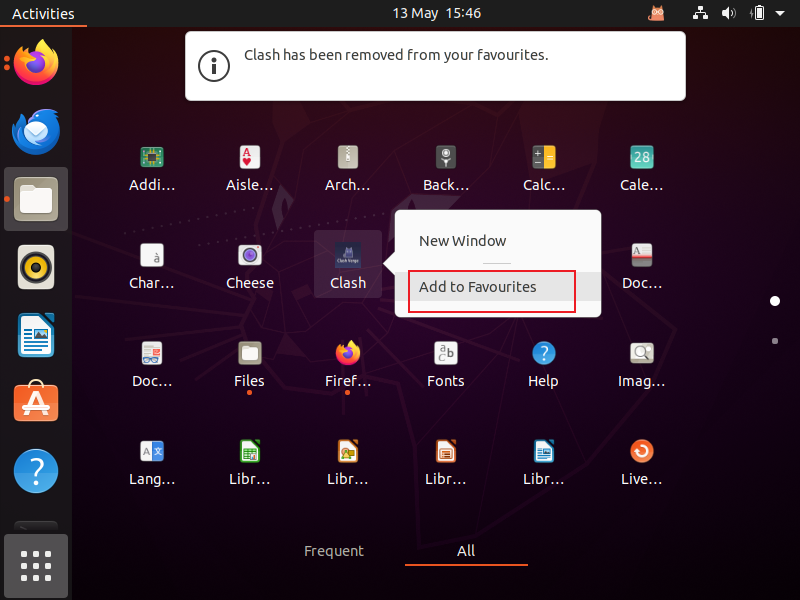 Activities
13 May 15:46
Clash has been removed from your favourites.
Addi...
Aisle...
Arch...
Back...
Calc...
28
Cale...
New Window
Add to Favourites
Char...
Cheese
Clash Verge
Clash
Doc...
Doc...
Files
Firef...
Fonts
Help
Imag...
Lang...
Libr...
Libr...
Libr...
Libr...
Live...
Frequent
All